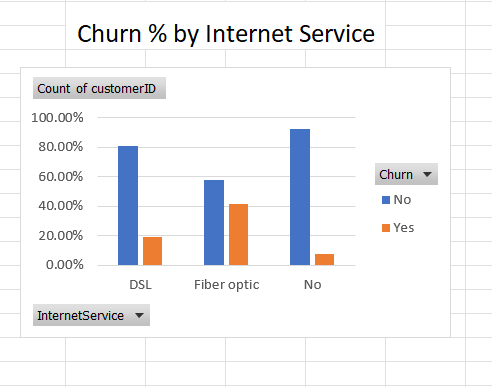 Churn % by Internet Service
Count of customerID
100.00%
80.00%
60.00%
40.00%
20.00%
0.00%
DSL Fiber optic No
Churn
No
Yes
InternetService